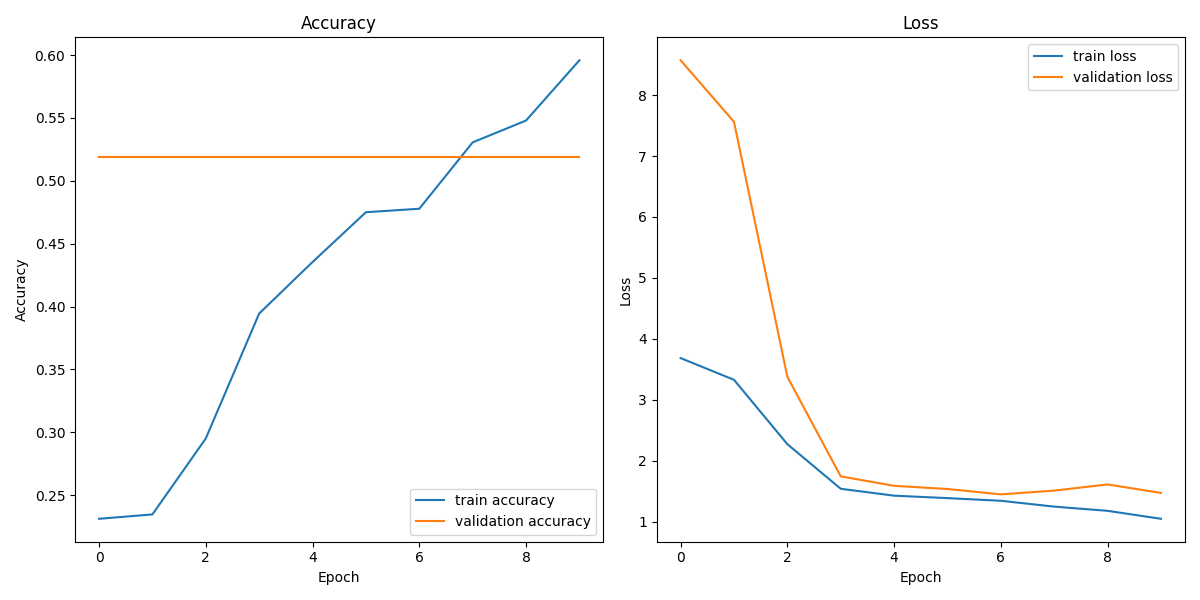 Accuracy
Accuracy
0.60
0.55
0.50
0.45
0.40
0.35
0.30
0.25
0 2 4 6 8
Epoch
train accuracy
validation accuracy
Loss
Loss
8
7
6
5
4
3
2
1
0 2 4 6 8
Epoch
train loss
validation loss